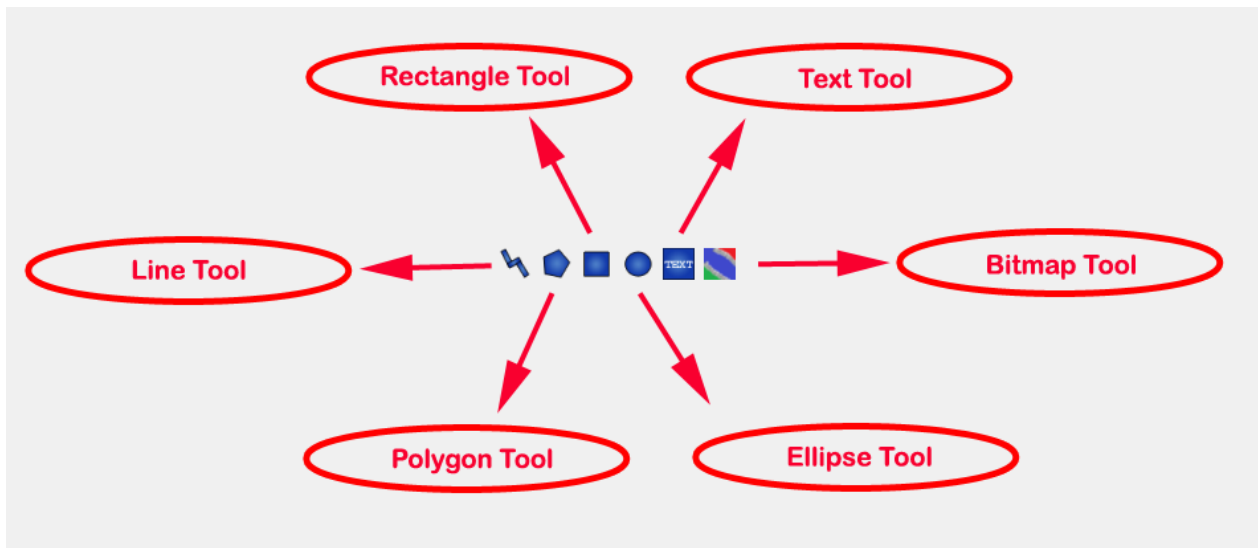 Rectangle Tool
Text Tool
Line Tool
TEXT
Bitmap Tool
Polygon Tool
Ellipse Tool